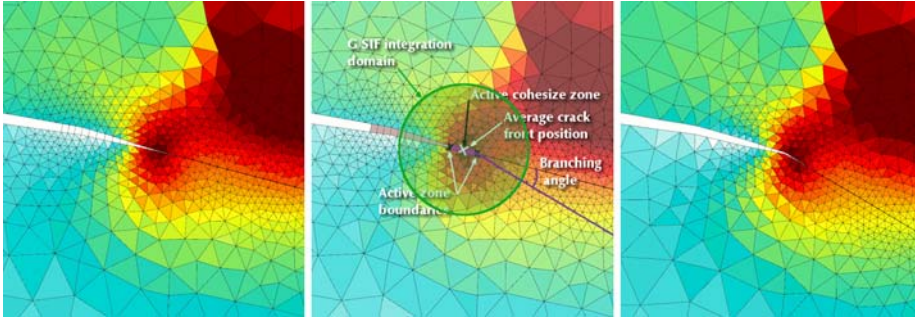 G/SIF integration
domain
Active cohesize zone
Average crack
front position
Branching
angle
Active zone
boundaries